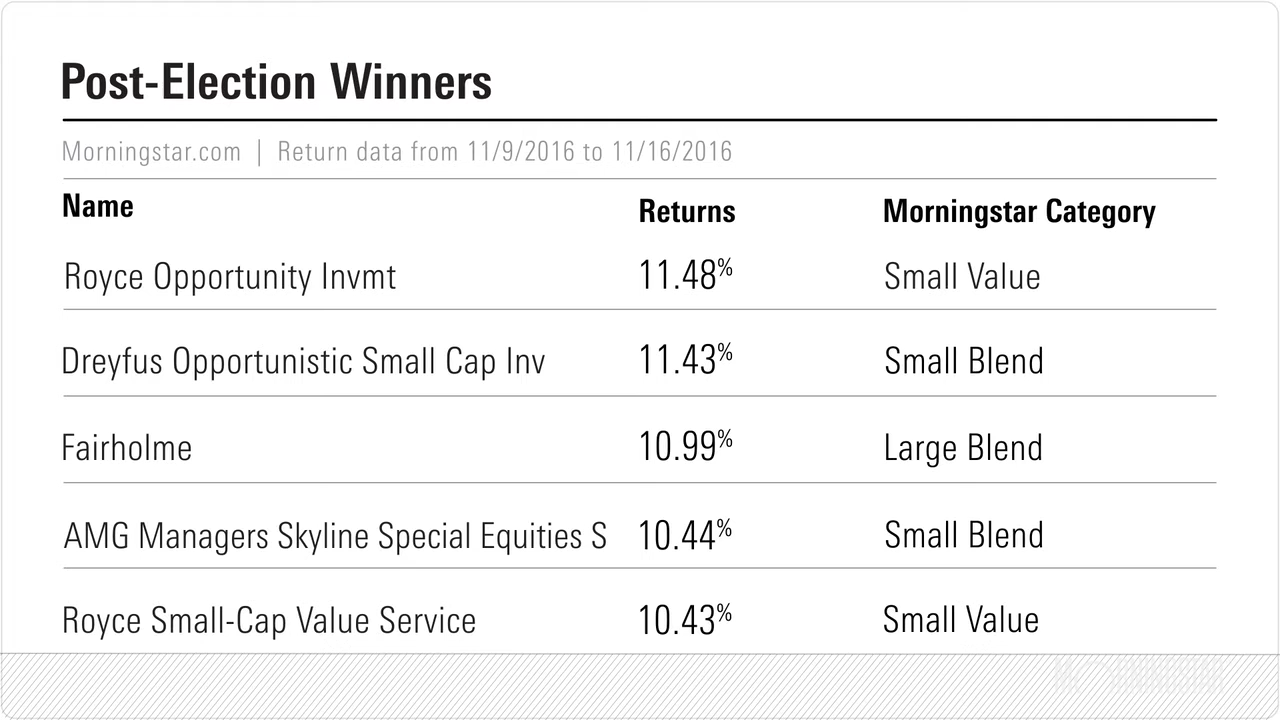 Post-Election Winners
Morningstar.com | Return data from 11/9/2016 to 11/16/2016
Name Returns Morningstar Category
Royce Opportunity Invmt 11.48% Small Value
Dreyfus Opportunistic Small Cap Inv 11.43% Small Blend
Fairholme 10.99% Large Blend
AMG Managers Skyline Special Equities S 10.44% Small Blend
Royce Small-Cap Value Service 10.43% Small Value